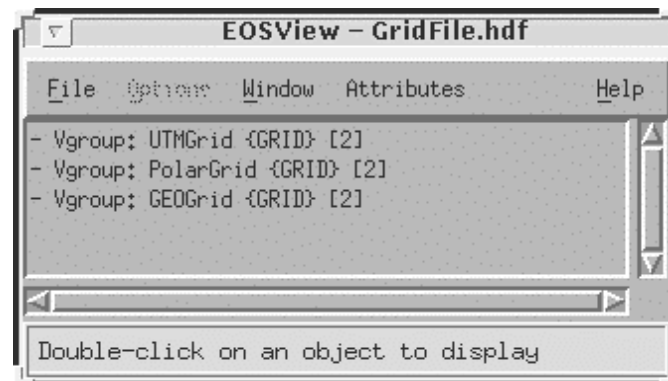 EOSView – GridFile.hdf
File Options Window Attributes Help
- Vgroup: UTMGrid {GRID} [2]
- Vgroup: PolarGrid {GRID} [2]
- Vgroup: GEOGrid {GRID} [2]
Double-click on an object to display